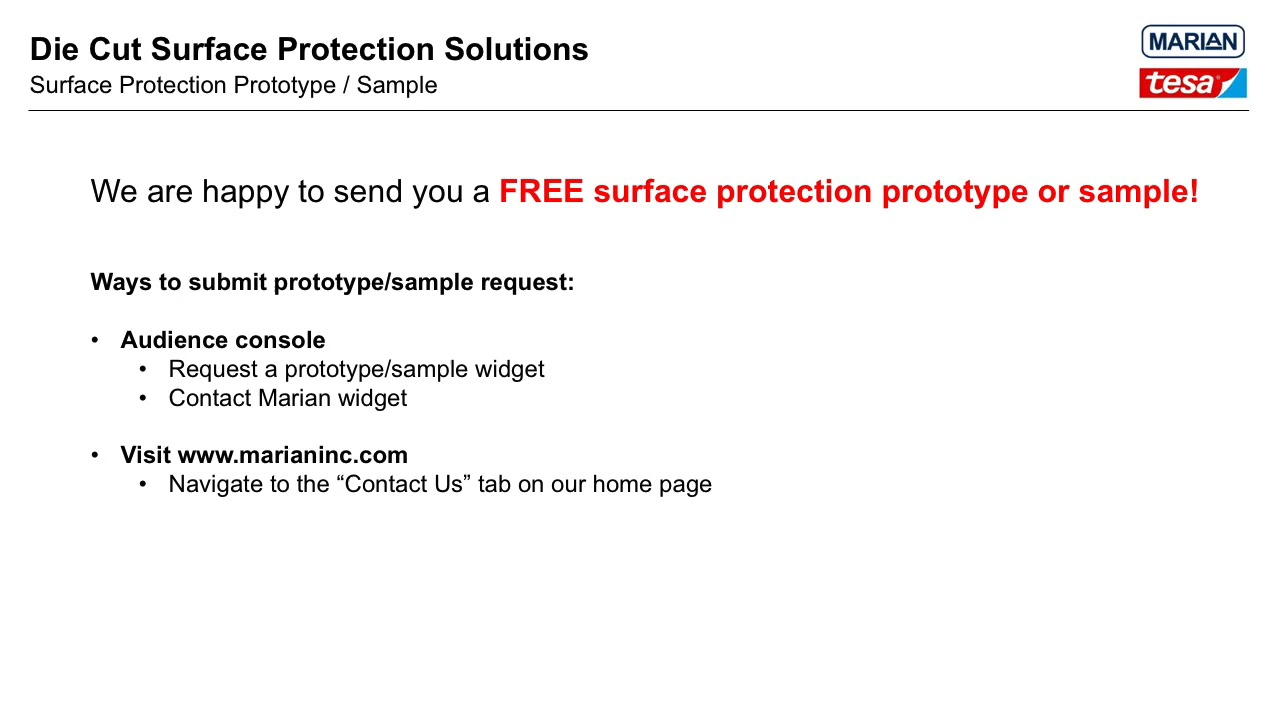 Die Cut Surface Protection Solutions
Surface Protection Prototype / Sample
MARIAN
tesa®
We are happy to send you a FREE surface protection prototype or sample!
Ways to submit prototype/sample request:
• Audience console
• Request a prototype/sample widget
• Contact Marian widget
• Visit www.marianinc.com
• Navigate to the “Contact Us” tab on our home page